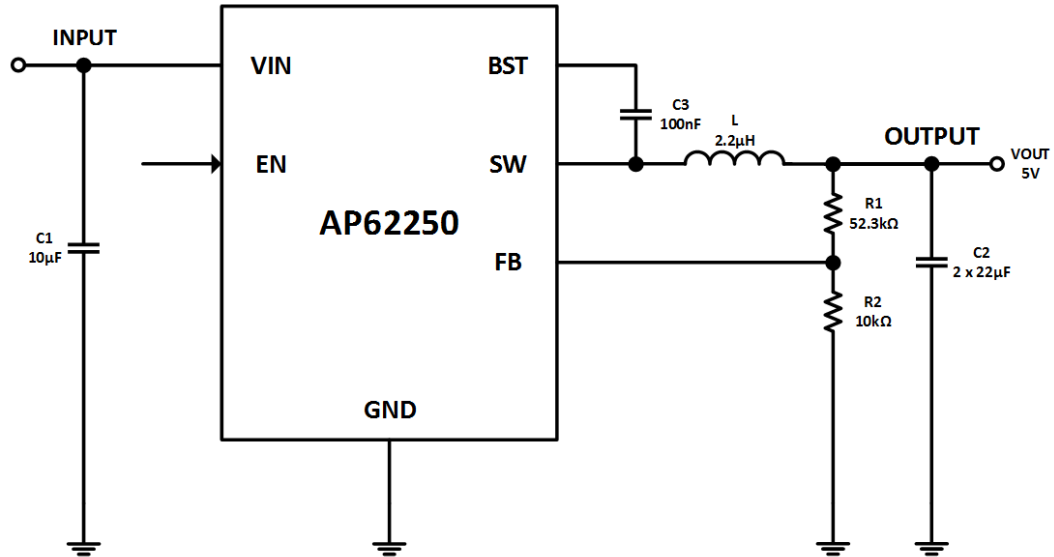 INPUT
VIN
BST
C3
100nF
L
2.2µH
OUTPUT
VOUT
5V
EN
SW
AP62250
R1
52.3kΩ
C1
10µF
FB
C2
2 x 22µF
R2
10kΩ
GND